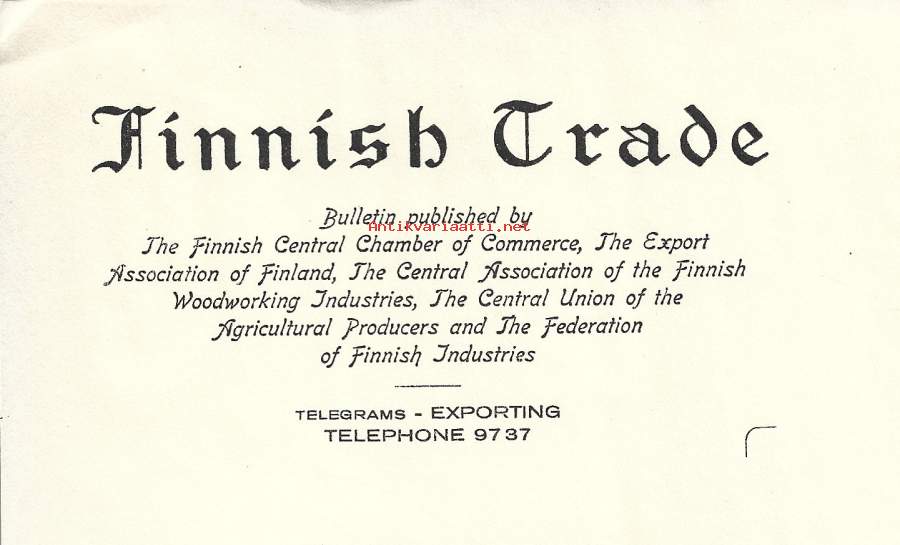 Finnish Trade
Bulletin published by
Antikvariaatti.net
The Finnish Central Chamber of Commerce, The Export
Association of Finland, The Central Association of the Finnish
Woodworking Industries, The Central Union of the
Agricultural Producers and The Federation
of Finnish Industries
TELEGRAMS - EXPORTING
TELEPHONE 9737